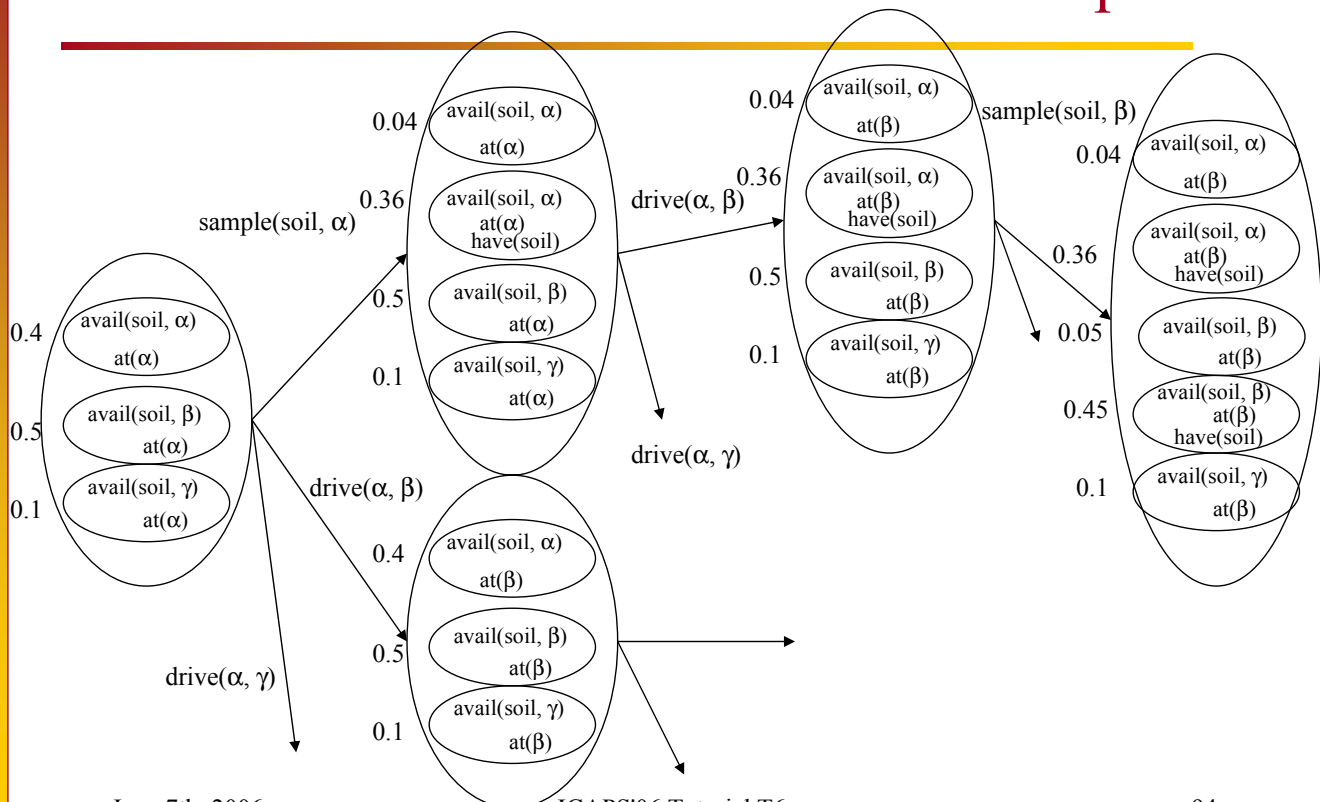 0.4
avail(soil, α)
at(α)
0.5
avail(soil, β)
at(α)
0.1
avail(soil, γ)
at(α)
sample(soil, α)
drive(α, β)
drive(α, γ)
0.04
avail(soil, α)
at(α)
0.36
avail(soil, α)
at(α)
have(soil)
0.5
avail(soil, β)
at(α)
0.1
avail(soil, γ)
at(α)
0.4
avail(soil, α)
at(β)
0.5
avail(soil, β)
at(β)
0.1
avail(soil, γ)
at(β)
drive(α, β)
drive(α, γ)
0.04
avail(soil, α)
at(β)
0.36
avail(soil, α)
at(β)
have(soil)
0.5
avail(soil, β)
at(β)
0.1
avail(soil, γ)
at(β)
sample(soil, β)
0.04
avail(soil, α)
at(β)
0.36
avail(soil, α)
at(β)
have(soil)
0.05
avail(soil, β)
at(β)
0.45
avail(soil, β)
at(β)
have(soil)
0.1
avail(soil, γ)
at(β)
ICAPS'06 Tutorial T6